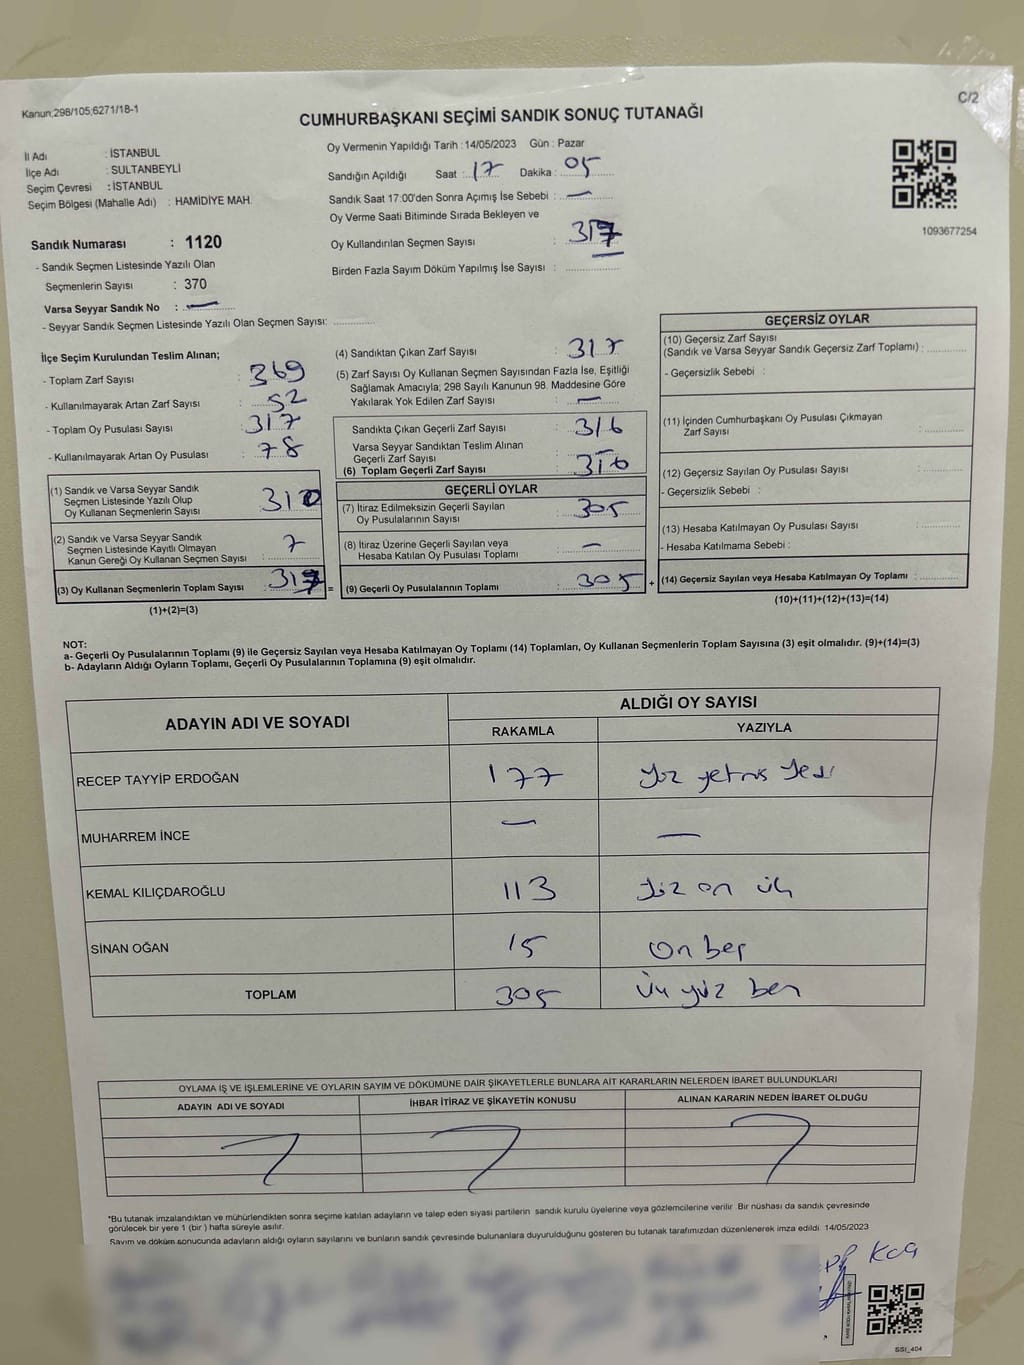 Kanun;298/105;6271/18-1
C/2
CUMHURBAŞKANI SEÇİMİ SANDIK SONUÇ TUTANAĞI
İl Adı : İSTANBUL
İlçe Adı : SULTANBEYLİ
Seçim Çevresi : İSTANBUL
Seçim Bölgesi (Mahalle Adı) : HAMİDİYE MAH.
Oy Vermenin Yapıldığı Tarih : 14/05/2023 Gün : Pazar
Sandığın Açıldığı Saat : 17 Dakika : 05
Sandık Saat 17:00'den Sonra Açımış İse Sebebi : —
Oy Verme Saati Bitiminde Sırada Bekleyen ve
Oy Kullandırılan Seçmen Sayısı : 317
Birden Fazla Sayım Döküm Yapılmış İse Sayısı :
1093677254
Sandık Numarası : 1120
- Sandık Seçmen Listesinde Yazılı Olan
Seçmenlerin Sayısı : 370
Varsa Seyyar Sandık No : —
- Seyyar Sandık Seçmen Listesinde Yazılı Olan Seçmen Sayısı:
İlçe Seçim Kurulundan Teslim Alınan;
- Toplam Zarf Sayısı : 369
- Kullanılmayarak Artan Zarf Sayısı : 52
- Toplam Oy Pusulası Sayısı : 317
- Kullanılmayarak Artan Oy Pusulası : 78
(1) Sandık ve Varsa Seyyar Sandık
Seçmen Listesinde Yazılı Olup
Oy Kullanan Seçmenlerin Sayısı : 310
(2) Sandık ve Varsa Seyyar Sandık
Seçmen Listesinde Kayıtlı Olmayan
Kanun Gereği Oy Kullanan Seçmen Sayısı : 7
(3) Oy Kullanan Seçmenlerin Toplam Sayısı : 317 =
(1)+(2)=(3)
(4) Sandıktan Çıkan Zarf Sayısı : 317
(5) Zarf Sayısı Oy Kullanan Seçmen Sayısından Fazla İse, Eşitliği
Sağlamak Amacıyla; 298 Sayılı Kanunun 98. Maddesine Göre
Yakılarak Yok Edilen Zarf Sayısı : —
Sandıkta Çıkan Geçerli Zarf Sayısı : 316
Varsa Seyyar Sandıktan Teslim Alınan
Geçerli Zarf Sayısı :
(6) Toplam Geçerli Zarf Sayısı : 316
GEÇERLİ OYLAR
(7) İtiraz Edilmeksizin Geçerli Sayılan
Oy Pusulalarının Sayısı : 305
(8) İtiraz Üzerine Geçerli Sayılan veya
Hesaba Katılan Oy Pusulası Toplamı : —
(9) Geçerli Oy Pusulalarının Toplamı : 305 +
GEÇERSİZ OYLAR
(10) Geçersiz Zarf Sayısı
(Sandık ve Varsa Seyyar Sandık Geçersiz Zarf Toplamı) :
- Geçersizlik Sebebi :
(11) İçinden Cumhurbaşkanı Oy Pusulası Çıkmayan
Zarf Sayısı :
(12) Geçersiz Sayılan Oy Pusulası Sayısı :
- Geçersizlik Sebebi :
(13) Hesaba Katılmayan Oy Pusulası Sayısı :
- Hesaba Katılmama Sebebi :
(14) Geçersiz Sayılan veya Hesaba Katılmayan Oy Toplamı :
(10)+(11)+(12)+(13)=(14)
NOT:
a- Geçerli Oy Pusulalarının Toplamı (9) ile Geçersiz Sayılan veya Hesaba Katılmayan Oy Toplamı (14) Toplamları, Oy Kullanan Seçmenlerin Toplam Sayısına (3) eşit olmalıdır. (9)+(14)=(3)
b- Adayların Aldığı Oyların Toplamı, Geçerli Oy Pusulalarının Toplamına (9) eşit olmalıdır.
ADAYIN ADI VE SOYADI
ALDIĞI OY SAYISI
RAKAMLA YAZIYLA
RECEP TAYYİP ERDOĞAN 177 yüz yetmiş yedi
MUHARREM İNCE — —
KEMAL KILIÇDAROĞLU 113 yüz on üç
SİNAN OĞAN 15 On beş
TOPLAM 305 Üç yüz beş
OYLAMA İŞ VE İŞLEMLERİNE VE OYLARIN SAYIM VE DÖKÜMÜNE DAİR ŞİKAYETLERLE BUNLARA AİT KARARLARIN NELERDEN İBARET BULUNDUKLARI
ADAYIN ADI VE SOYADI İHBAR İTİRAZ VE ŞİKAYETİN KONUSU ALINAN KARARIN NEDEN İBARET OLDUĞU
*Bu tutanak imzalandıktan ve mühürlendikten sonra seçime katılan adayların ve talep eden siyasi partilerin sandık kurulu üyelerine veya gözlemcilerine verilir. Bir nüshası da sandık çevresinde
görülecek bir yere 1 (bir) hafta süreyle asılır.
Sayım ve döküm sonucunda adayların aldığı oyların sayılarını ve bunların sandık çevresinde bulunanlara duyurulduğunu gösteren bu tutanak tarafımızdan düzenlenerek imza edildi. 14/05/2023
SSI_404